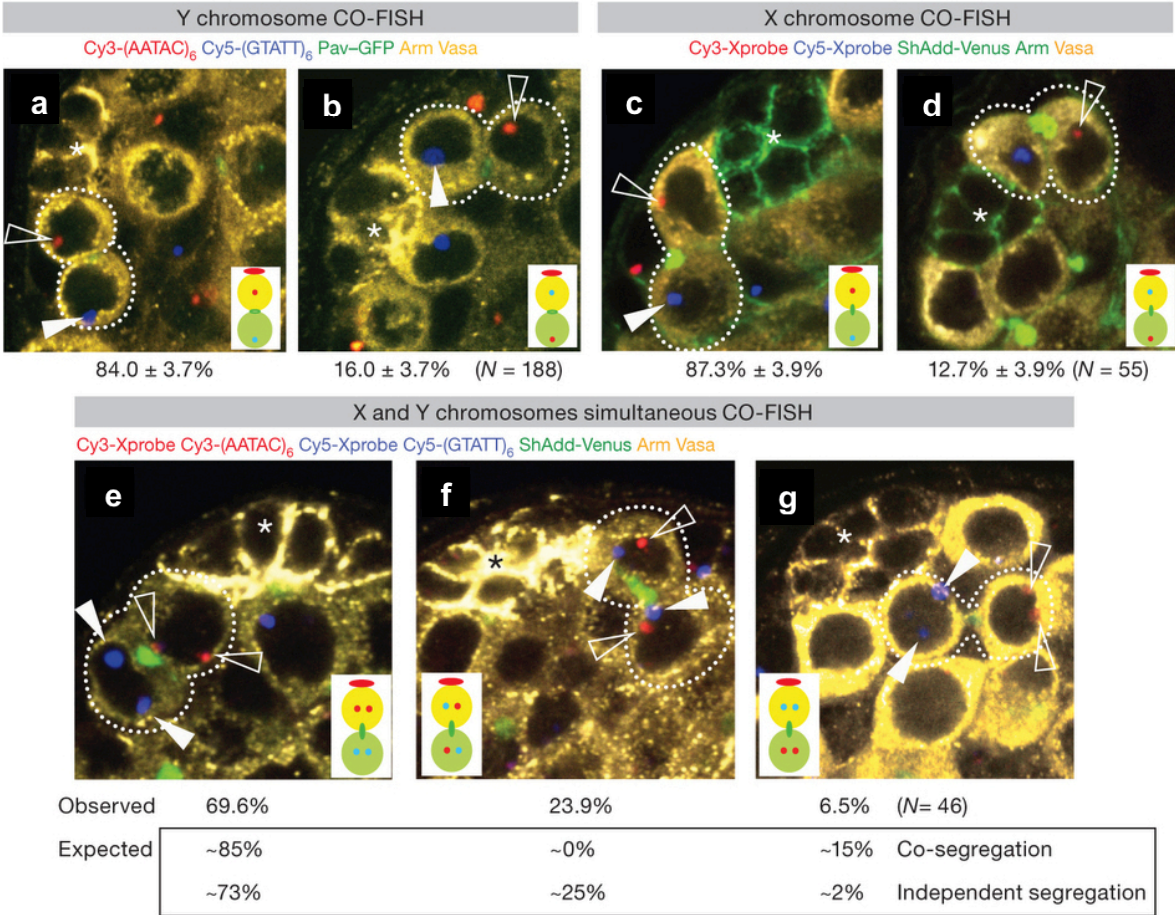 Y chromosome CO-FISH
Cy3-(AATAC)6 Cy5-(GTATT)6 Pav–GFP Arm Vasa
X chromosome CO-FISH
Cy3-Xprobe Cy5-Xprobe ShAdd-Venus Arm Vasa
a
*
b
*
c
*
d
*
84.0 ± 3.7%
16.0 ± 3.7% (N = 188)
87.3% ± 3.9%
12.7% ± 3.9% (N = 55)
X and Y chromosomes simultaneous CO-FISH
Cy3-Xprobe Cy3-(AATAC)6 Cy5-Xprobe Cy5-(GTATT)6 ShAdd-Venus Arm Vasa
e
*
f
*
g
*
Observed 69.6% 23.9% 6.5% (N= 46)
Expected ~85% ~0% ~15% Co-segregation
~73% ~25% ~2% Independent segregation